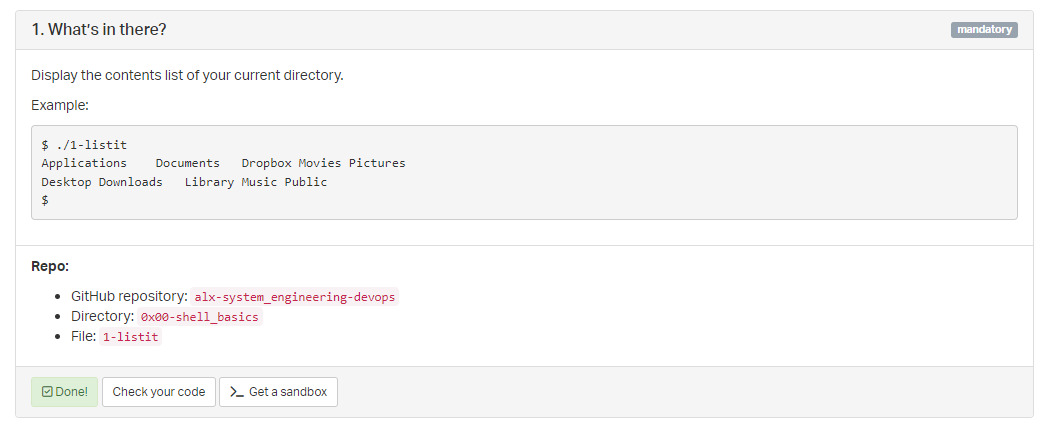 1. What's in there?
mandatory
Display the contents list of your current directory.
Example:
$ ./1-listit
Applications    Documents   Dropbox Movies Pictures
Desktop Downloads   Library Music Public
$
Repo:
• GitHub repository: alx-system_engineering-devops
• Directory: 0x00-shell_basics
• File: 1-listit
Done! Check your code >_ Get a sandbox